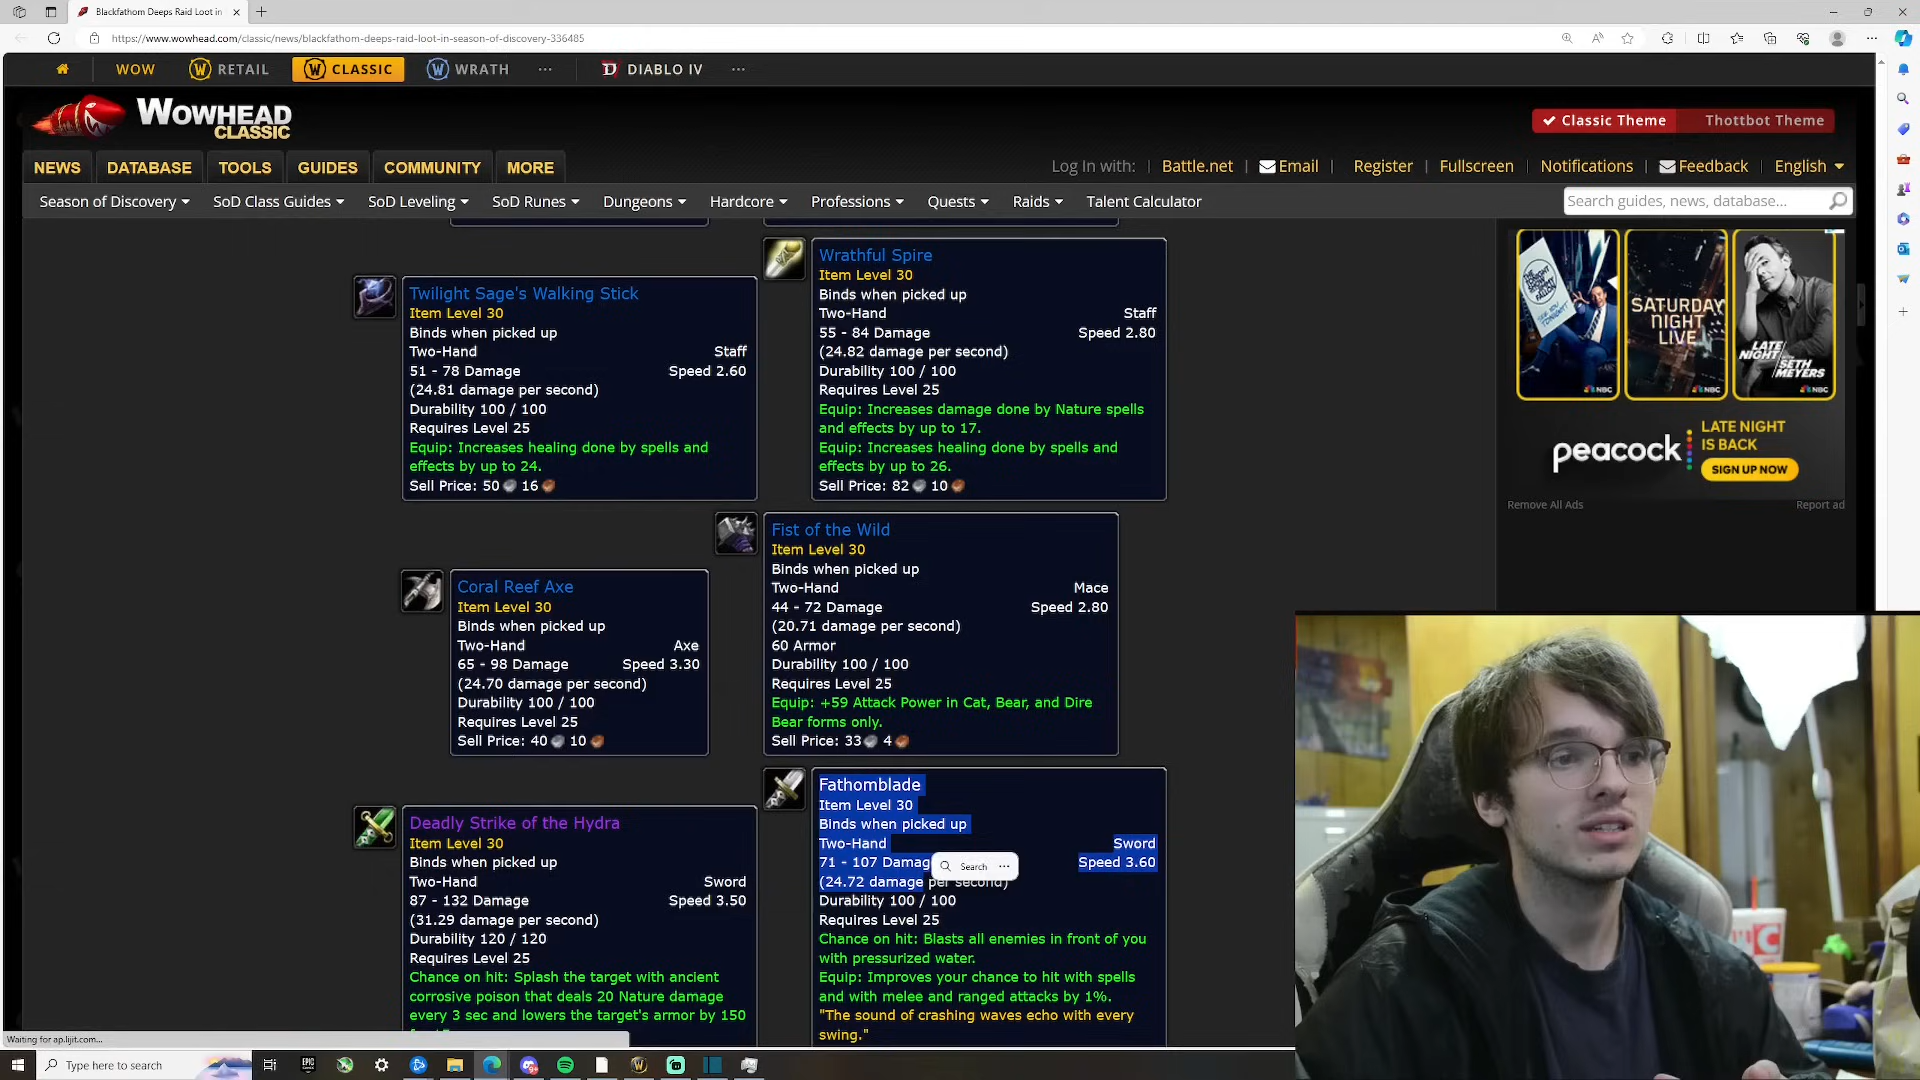 Blackfathom Deeps Raid Loot in
https://www.wowhead.com/classic/news/blackfathom-deeps-raid-loot-in-season-of-discovery-336485
WOW RETAIL CLASSIC WRATH ... DIABLO IV ...
WOWHEAD
CLASSIC
Classic Theme Thottbot Theme
NEWS DATABASE TOOLS GUIDES COMMUNITY MORE
Log In with: Battle.net Email Register Fullscreen Notifications Feedback English
Season of Discovery SoD Class Guides SoD Leveling SoD Runes Dungeons Hardcore Professions Quests Raids Talent Calculator
Search guides, news, database...
Twilight Sage's Walking Stick
Item Level 30
Binds when picked up
Two-Hand Staff
51 - 78 Damage Speed 2.60
(24.81 damage per second)
Durability 100 / 100
Requires Level 25
Equip: Increases healing done by spells and
effects by up to 24.
Sell Price: 50 16
Wrathful Spire
Item Level 30
Binds when picked up
Two-Hand Staff
55 - 84 Damage Speed 2.80
(24.82 damage per second)
Durability 100 / 100
Requires Level 25
Equip: Increases damage done by Nature spells
and effects by up to 17.
Equip: Increases healing done by spells and
effects by up to 26.
Sell Price: 82 10
Coral Reef Axe
Item Level 30
Binds when picked up
Two-Hand Axe
65 - 98 Damage Speed 3.30
(24.70 damage per second)
Durability 100 / 100
Requires Level 25
Sell Price: 40 10
Fist of the Wild
Item Level 30
Binds when picked up
Two-Hand Mace
44 - 72 Damage Speed 2.80
(20.71 damage per second)
60 Armor
Durability 100 / 100
Requires Level 25
Equip: +59 Attack Power in Cat, Bear, and Dire
Bear forms only.
Sell Price: 33 4
Deadly Strike of the Hydra
Item Level 30
Binds when picked up
Two-Hand Sword
87 - 132 Damage Speed 3.50
(31.29 damage per second)
Durability 120 / 120
Requires Level 25
Chance on hit: Splash the target with ancient
corrosive poison that deals 20 Nature damage
every 3 sec and lowers the target's armor by 150
Fathomblade
Item Level 30
Binds when picked up
Two-Hand Sword
71 - 107 Damag Speed 3.60
(24.72 damage per second)
Durability 100 / 100
Requires Level 25
Chance on hit: Blasts all enemies in front of you
with pressurized water.
Equip: Improves your chance to hit with spells
and with melee and ranged attacks by 1%.
"The sound of crashing waves echo with every
swing."
Search ...
SATURDAY
NIGHT
LIVE
LATE
NIGHT
WITH
SETH
MEYERS
NBC
NBC
NBC
peacock
LATE NIGHT
IS BACK
SIGN UP NOW
Remove All Ads Report ad
Waiting for ap.lijit.com...
Type here to search